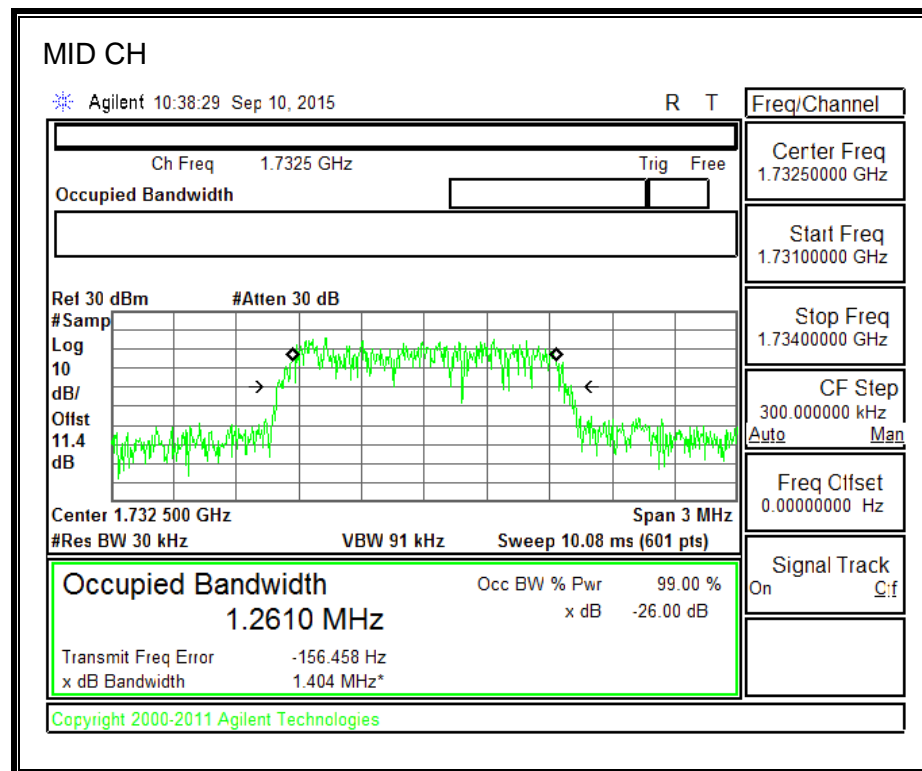 MID CH
Agilent 10:38:29 Sep 10, 2015 R T
Freq/Channel
Ch Freq 1.7325 GHz Trig Free
Occupied Bandwidth
Center Freq
1.73250000 GHz
Start Freq
1.73100000 GHz
Stop Freq
1.73400000 GHz
CF Step
300.000000 kHz
Auto Man
Freq Offset
0.00000000 Hz
Signal Track
On Off
Ref 30 dBm #Atten 30 dB
#Samp
Log
10
dB/
Offst
11.4
dB
Center 1.732 500 GHz Span 3 MHz
#Res BW 30 kHz VBW 91 kHz Sweep 10.08 ms (601 pts)
Occupied Bandwidth Occ BW % Pwr 99.00 %
1.2610 MHz x dB -26.00 dB
Transmit Freq Error -156.458 Hz
x dB Bandwidth 1.404 MHz*
Copyright 2000-2011 Agilent Technologies